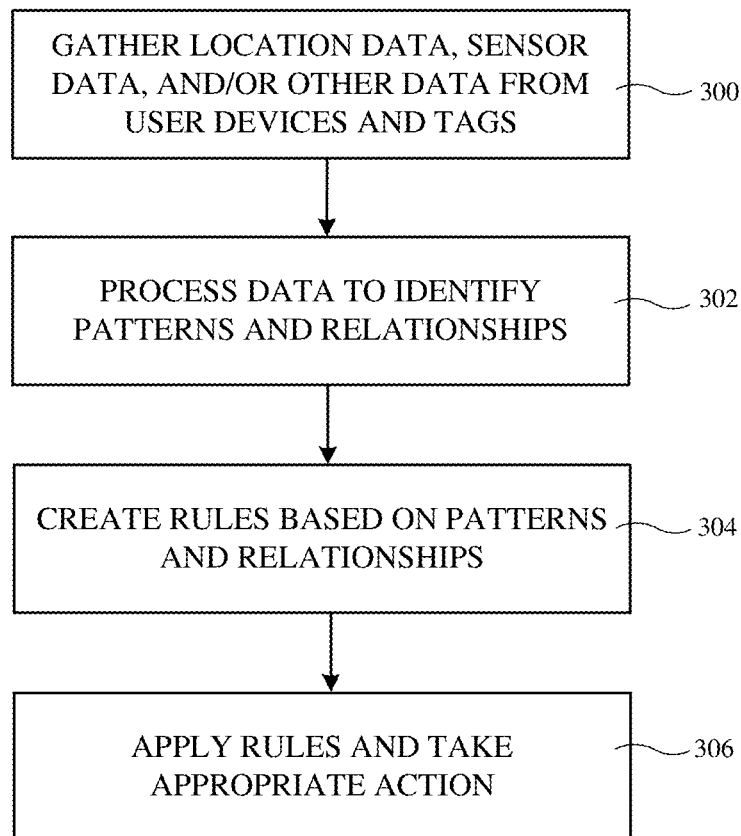 GATHER LOCATION DATA, SENSOR
DATA, AND/OR OTHER DATA FROM
USER DEVICES AND TAGS
300
PROCESS DATA TO IDENTIFY
PATTERNS AND RELATIONSHIPS
302
CREATE RULES BASED ON PATTERNS
AND RELATIONSHIPS
304
APPLY RULES AND TAKE
APPROPRIATE ACTION
306